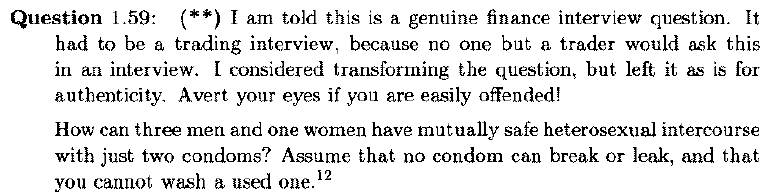 Question 1.59: (**) I am told this is a genuine finance interview question. It
had to be a trading interview, because no one but a trader would ask this
in an interview. I considered transforming the question, but left it as is for
authenticity. Avert your eyes if you are easily offended!
How can three men and one women have mutually safe heterosexual intercourse
with just two condoms? Assume that no condom can break or leak, and that
you cannot wash a used one.12